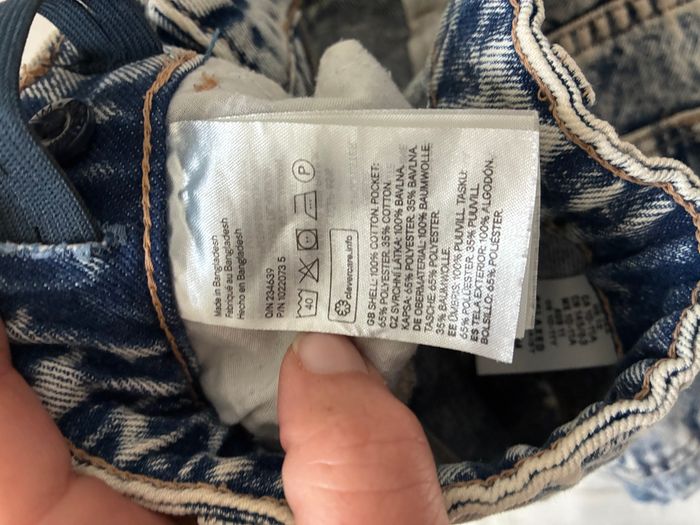 Made in Bangladesh
Fabriqué au Bangladesh
Hecho en Bangladesh
O/N 234639
P/N 1022073 5
40
P
clevercare.info
GB SHELL: 100% COTTON. POCKET:
65% POLYESTER. 35% COTTON.
CZ SVRCHNÍ LÁTKA: 100% BAVLNA.
KAPSA: 65% POLYESTER. 35% BAVLNA.
DE OBERMATERIAL: 100% BAUMWOLLE.
TASCHE: 65% POLYESTER.
35% BAUMWOLLE
EE ÜLMRIIS: 100% PUUVILL TASKU:
65% POLÜESTER. 35% PUUVILL
ES TELA EXTERIOR: 100% ALGODÓN.
BOLSILLO: 65% POLIÉSTER.